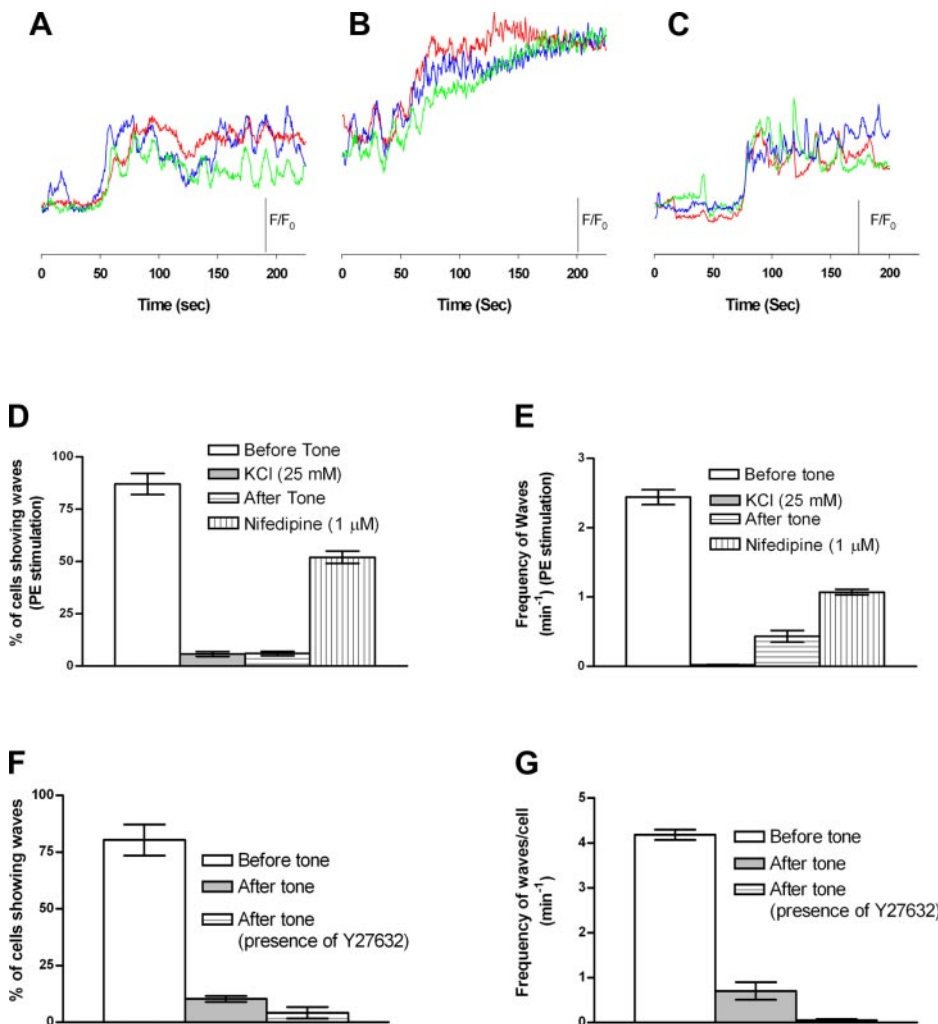 A
B
C
F/F0
F/F0
F/F0
0 50 100 150 200
0 50 100 150 200
0 50 100 150 200
Time (sec)
Time (Sec)
Time (Sec)
D
% of cells showing waves
(PE stimulation)
100
75
50
25
0
Before Tone
KCl (25 mM)
After Tone
Nifedipine (1 μM)
E
Frequency of Waves
(min-1) (PE stimulation)
3
2
1
0
Before tone
KCl (25 mM)
After tone
Nifedipine (1 μM)
F
% of cells showing waves
100
75
50
25
0
Before tone
After tone
After tone
(presence of Y27632)
G
Frequency of waves/cell
(min-1)
5
4
3
2
1
0
Before tone
After tone
After tone
(presence of Y27632)